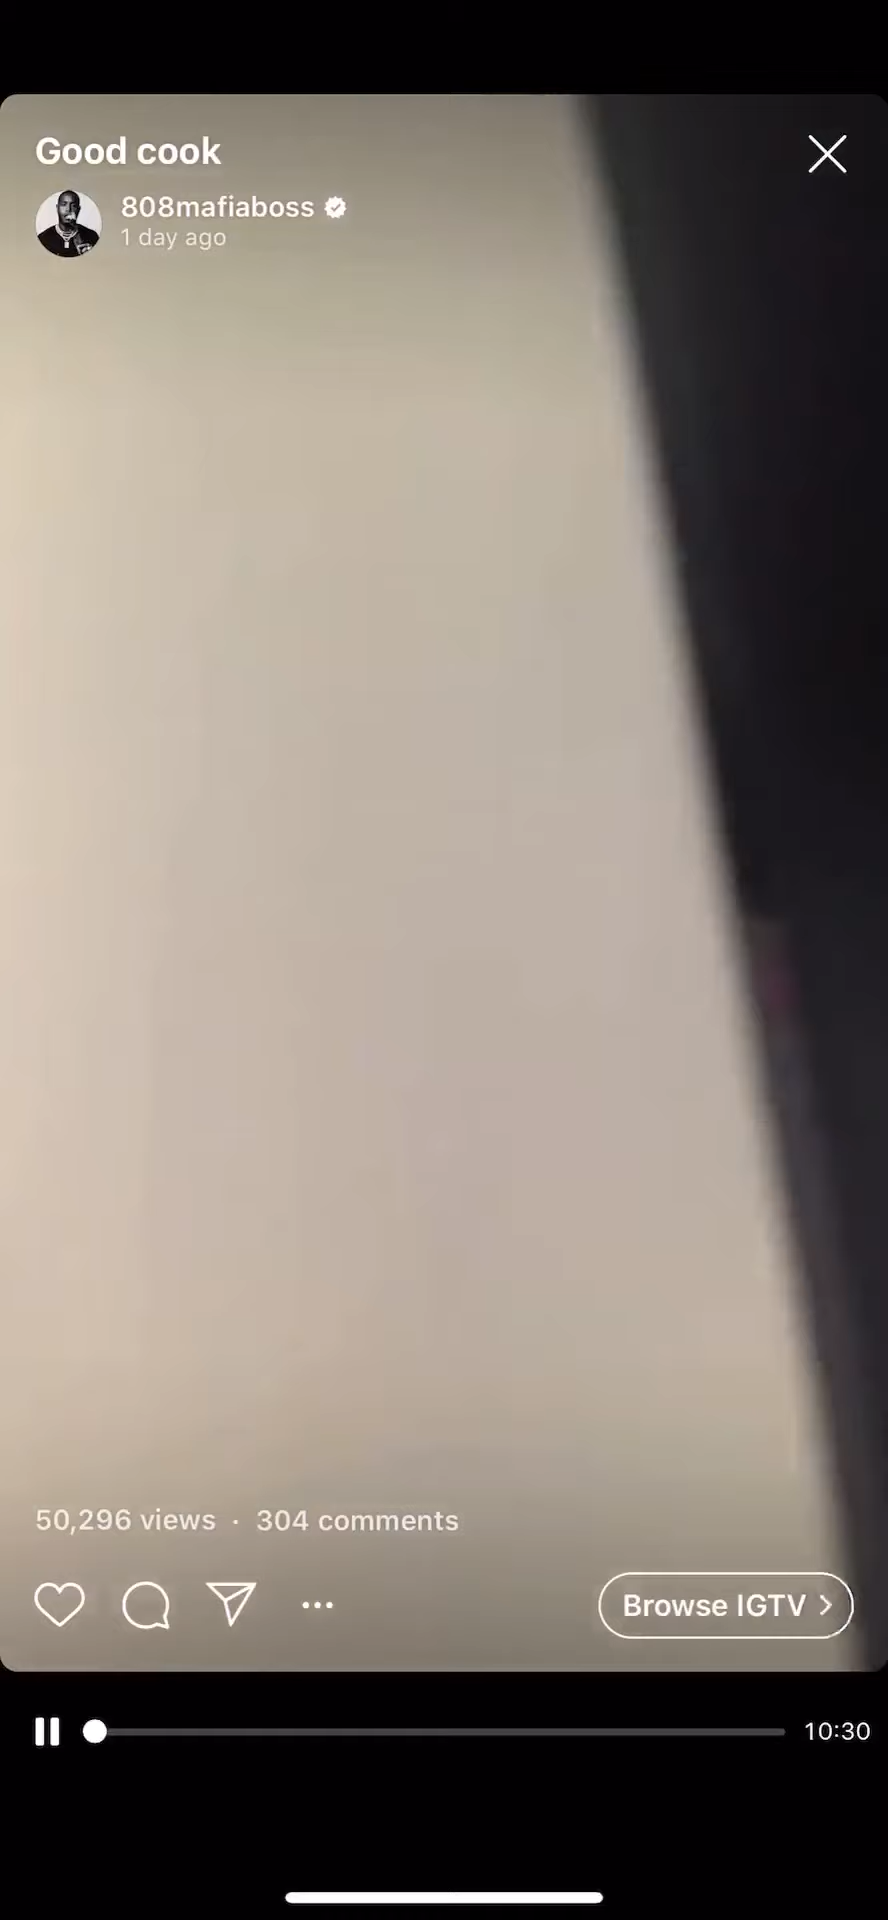 Good cook
808mafiaboss
1 day ago
50,296 views · 304 comments
Browse IGTV >
10:30